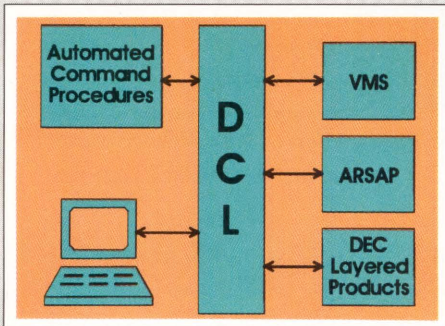 Automated
Command
Procedures
D
C
L
VMS
ARSAP
DEC
Layered
Products